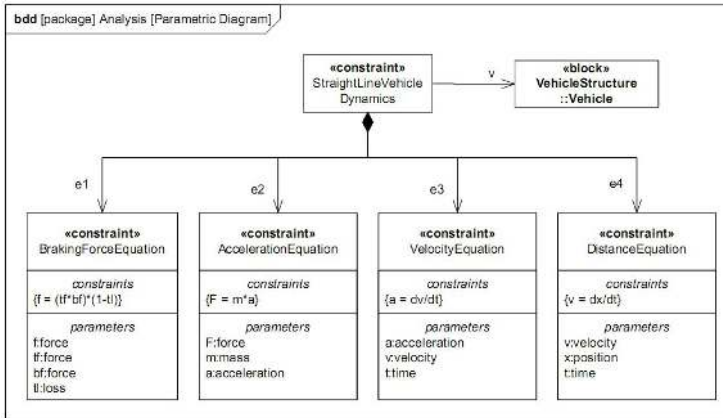 bdd [package] Analysis [Parametric Diagram]
«constraint»
StraightLineVehicle
Dynamics
v
«block»
VehicleStructure
::Vehicle
e1
e2
e3
e4
«constraint»
BrakingForceEquation
constraints
{f = (tf*bf)*(1-tl)}
parameters
f:force
tf:force
bf:force
tl:loss
«constraint»
AccelerationEquation
constraints
{F = m*a}
parameters
F:force
m:mass
a:acceleration
«constraint»
VelocityEquation
constraints
{a = dv/dt}
parameters
a:acceleration
v:velocity
t:time
«constraint»
DistanceEquation
constraints
{v = dx/dt}
parameters
v:velocity
x:position
t:time